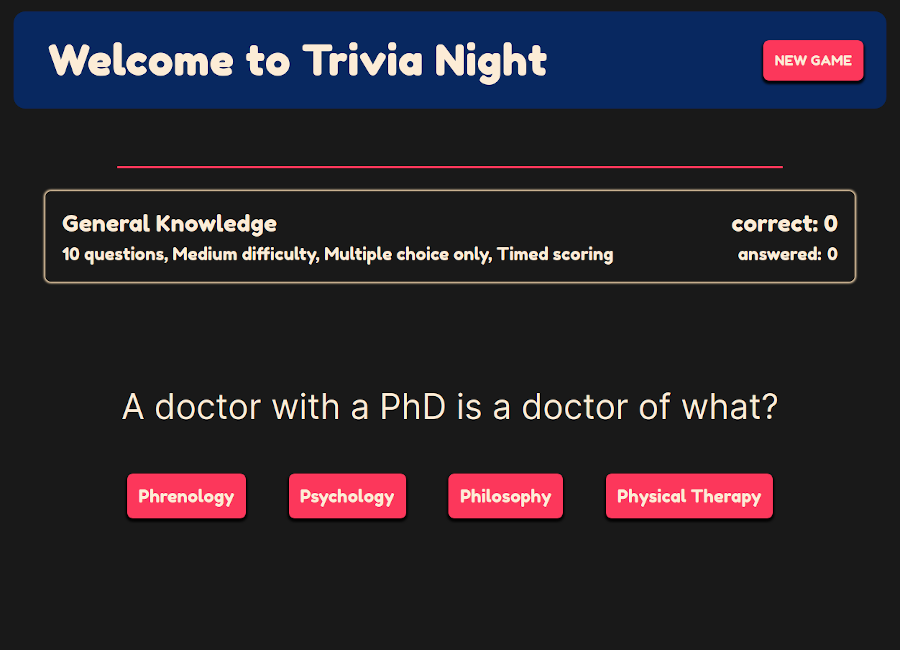 Welcome to Trivia Night
NEW GAME
General Knowledge
correct: 0
10 questions, Medium difficulty, Multiple choice only, Timed scoring
answered: 0
A doctor with a PhD is a doctor of what?
Phrenology
Psychology
Philosophy
Physical Therapy